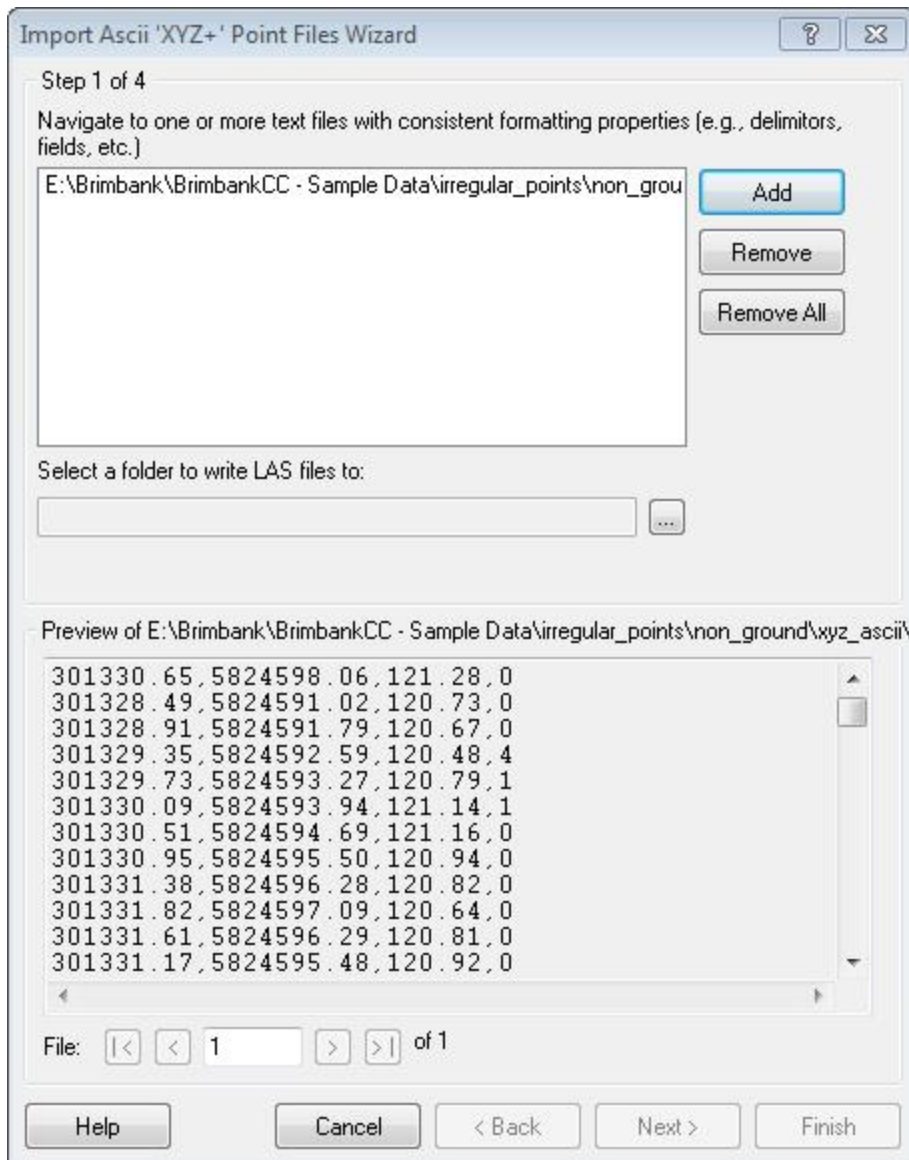 Import Ascii 'XYZ+' Point Files Wizard
Step 1 of 4
Navigate to one or more text files with consistent formatting properties (e.g., delimitors,
fields, etc.)
E:\Brimbank\BrimbankCC - Sample Data\irregular_points\non_grou
Add
Remove
Remove All
Select a folder to write LAS files to:
...
Preview of E:\Brimbank\BrimbankCC - Sample Data\irregular_points\non_ground\xyz_ascii\
301330.65,5824598.06,121.28,0
301328.49,5824591.02,120.73,0
301328.91,5824591.79,120.67,0
301329.35,5824592.59,120.48,4
301329.73,5824593.27,120.79,1
301330.09,5824593.94,121.14,1
301330.51,5824594.69,121.16,0
301330.95,5824595.50,120.94,0
301331.38,5824596.28,120.82,0
301331.82,5824597.09,120.64,0
301331.61,5824596.29,120.81,0
301331.17,5824595.48,120.92,0
File: |< < 1 > >| of 1
Help Cancel < Back Next > Finish